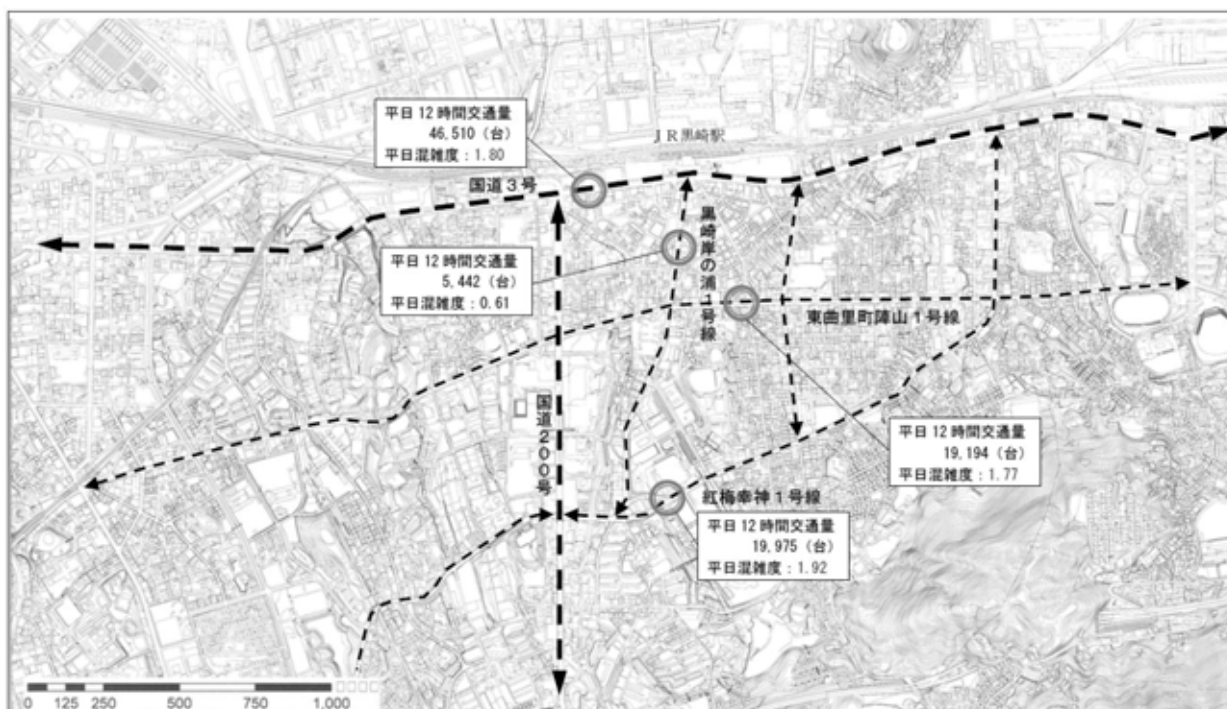 平日12時間交通量
46,510（台）
平日混雑度：1.80
ＪＲ黒崎駅
国道３号
平日12時間交通量
5,442（台）
平日混雑度：0.61
黒崎岸の浦１号線
東曲里町陣山１号線
国道２００号
平日12時間交通量
19,194（台）
平日混雑度：1.77
紅梅幸神１号線
平日12時間交通量
19,975（台）
平日混雑度：1.92
0 125 250 500 750 1,000